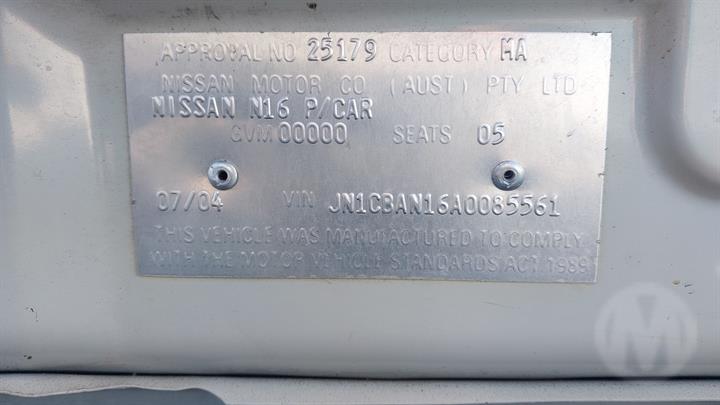 APPROVAL NO 25179 CATEGORY MA
NISSAN MOTOR CO (AUST) PTY LTD
NISSAN N16 P/CAR
GVM 00000 SEATS 05
07/04 VIN JN1CBAN16A0085561
THIS VEHICLE WAS MANUFACTURED TO COMPLY
WITH THE MOTOR VEHICLE STANDARDS ACT 1989
M